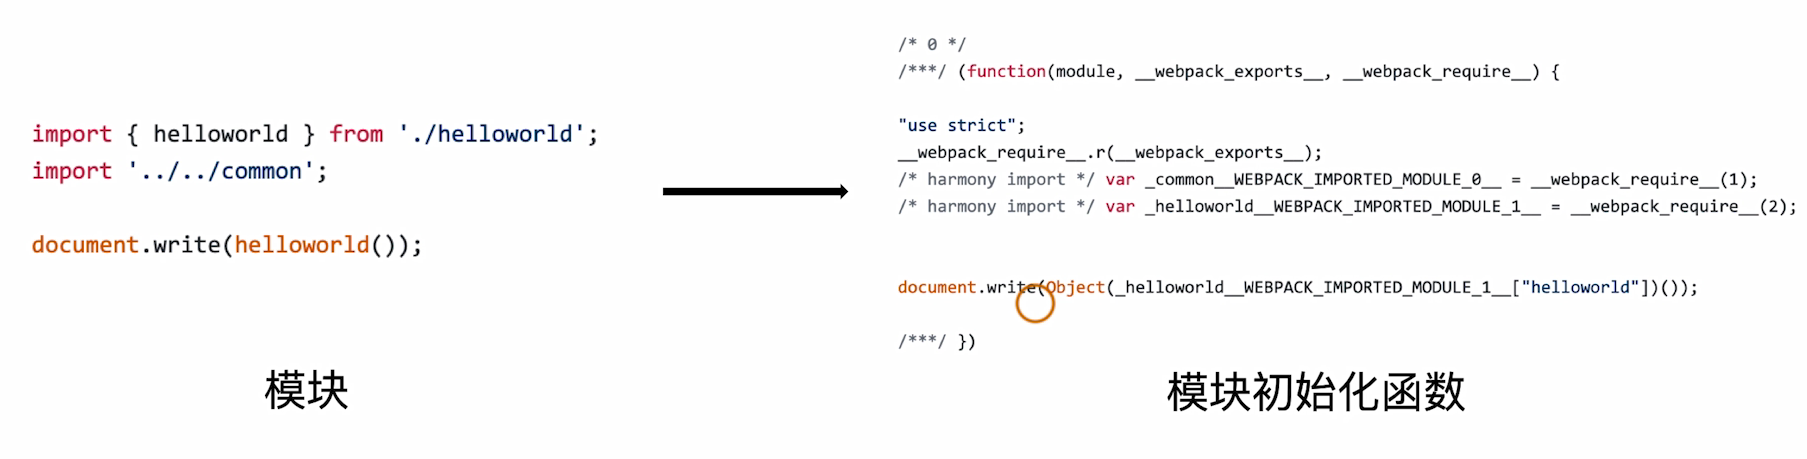 import { helloworld } from './helloworld';
import '../../common';
document.write(helloworld());
模块
/* 0 */
/***/ (function(module, __webpack_exports__, __webpack_require__) {
"use strict";
__webpack_require__.r(__webpack_exports__);
/* harmony import */ var _common__WEBPACK_IMPORTED_MODULE_0__ = __webpack_require__(1);
/* harmony import */ var _helloworld__WEBPACK_IMPORTED_MODULE_1__ = __webpack_require__(2);
document.write(Object(_helloworld__WEBPACK_IMPORTED_MODULE_1__["helloworld"])());
/***/ })
模块初始化函数